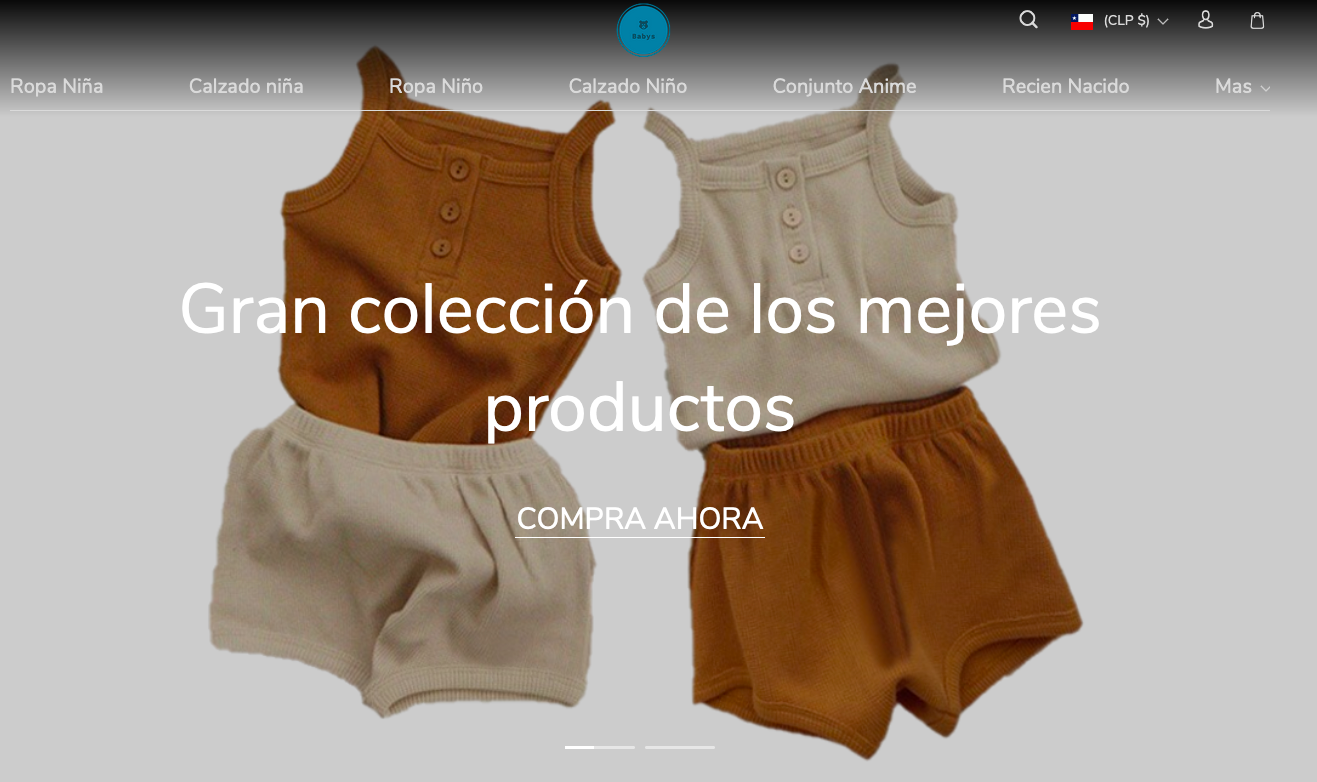 Babys
(CLP $)
Ropa Niña
Calzado niña
Ropa Niño
Calzado Niño
Conjunto Anime
Recien Nacido
Mas
Gran colección de los mejores
productos
COMPRA AHORA